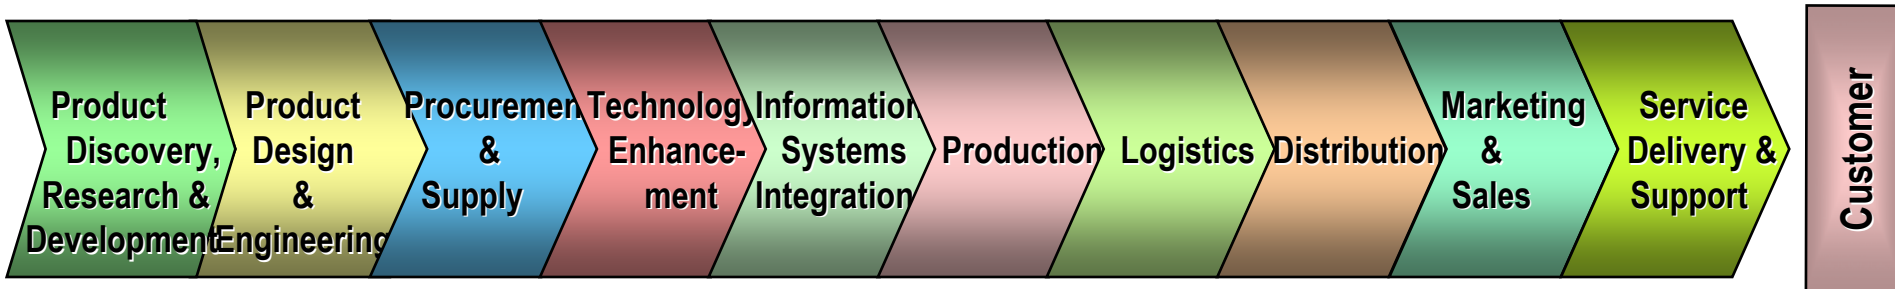 Product
Discovery,
Research &
Development
Product
Design
&
Engineering
Procuremen
&
Supply
Technology
Enhance-
ment
Information
Systems
Integration
Production
Logistics
Distribution
Marketing
&
Sales
Service
Delivery &
Support
Customer